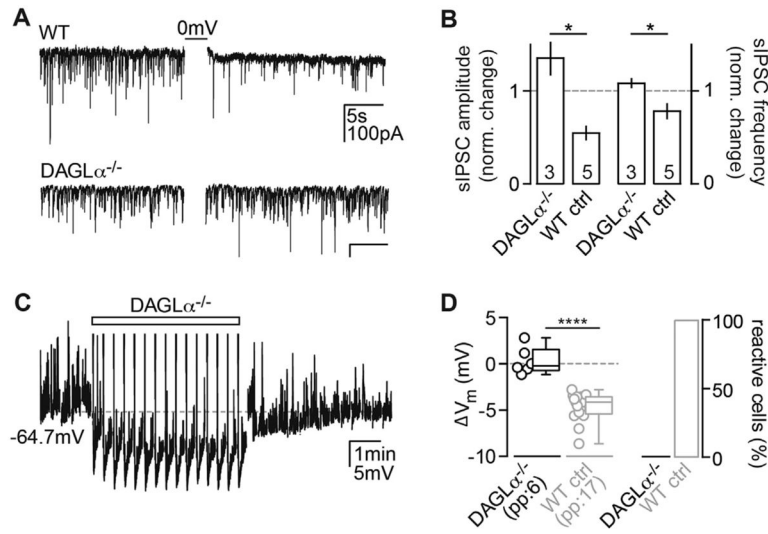 A
WT
0mV
5s
100pA
DAGLα-/-
B
sIPSC amplitude
(norm. change)
1
0
3
5
3
5
*
*
1
0
sIPSC frequency
(norm. change)
DAGLα-/-
WT ctrl
DAGLα-/-
WT ctrl
C
DAGLα-/-
-64.7mV
1min
5mV
D
ΔVm (mV)
5
0
-5
-10
****
DAGLα-/-
(pp:6)
WT ctrl
(pp:17)
DAGLα-/-
WT ctrl
100
50
0
reactive cells (%)